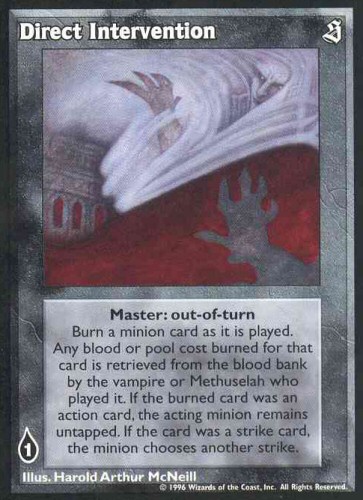 Direct Intervention
Master: out-of-turn
Burn a minion card as it is played.
Any blood or pool cost burned for that
card is retrieved from the blood bank
by the vampire or Methuselah who
played it. If the burned card was an
action card, the acting minion remains
untapped. If the card was a strike card,
the minion chooses another strike.
1
Illus. Harold Arthur McNeill
© 1996 Wizards of the Coast, Inc. All Rights Reserved.